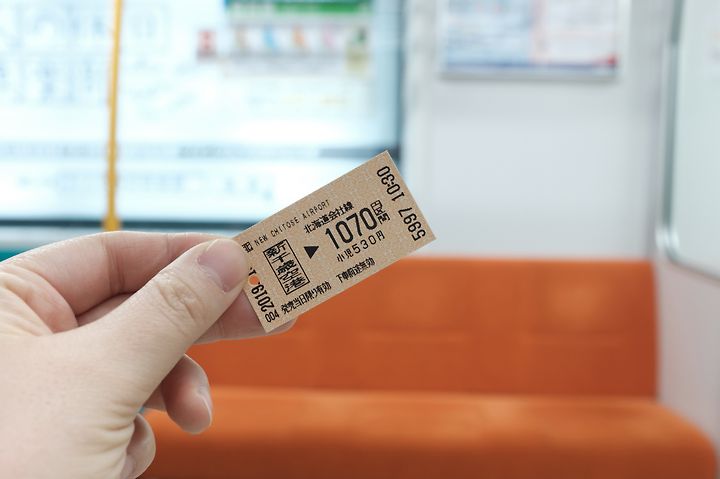 NEW CHITOSE AIRPORT
北海道会社線
新千歳空港
▶
1070円区間
小児530円
発売当日限り有効 下車前途無効
2019
004
5997 10:30